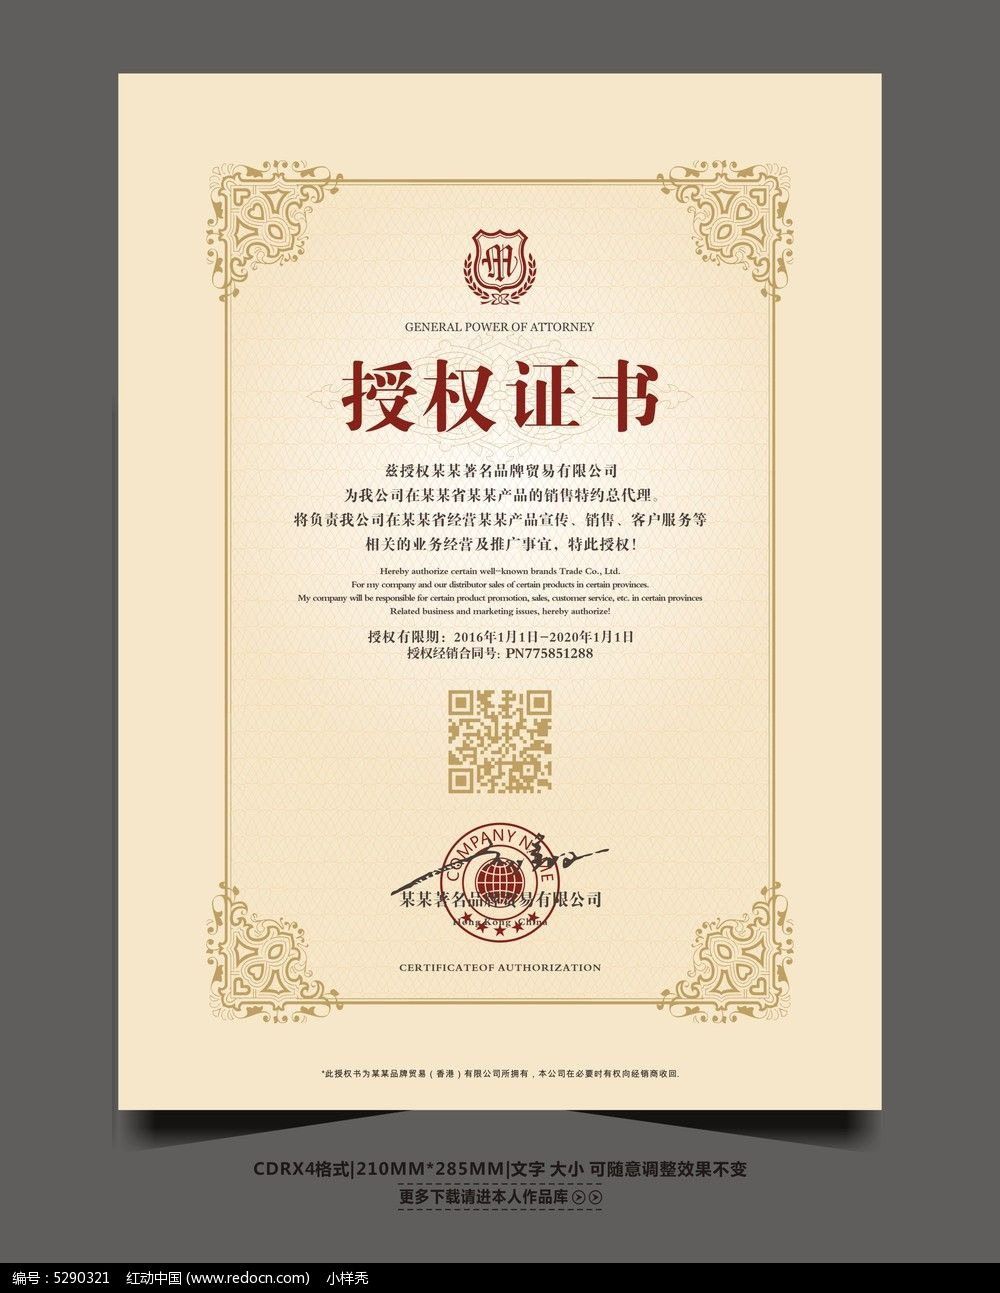 M
GENERAL POWER OF ATTORNEY
授权证书
兹授权某某著名品牌贸易有限公司
为我公司在某某省某某产品的销售特约总代理。
将负责我公司在某某省经营某某产品宣传、销售、客户服务等
相关的业务经营及推广事宜，特此授权！
Hereby authorize certain well-known brands Trade Co., Ltd.
For my company and our distributor sales of certain products in certain provinces.
My company will be responsible for certain product promotion, sales, customer service, etc. in certain provinces
Related business and marketing issues, hereby authorize!
授权有限期：2016年1月1日-2020年1月1日
授权经销合同号: PN775851288
COMPANY NAME
某某著名品牌贸易有限公司
Hong Kong, China
CERTIFICATEOF AUTHORIZATION
*此授权书为某某品牌贸易（香港）有限公司所拥有，本公司在必要时有权向经销商收回.
CDRX4格式|210MM*285MM|文字 大小 可随意调整效果不变
更多下载请进本人作品库
编号：5290321 红动中国 (www.redocn.com) 小样秃